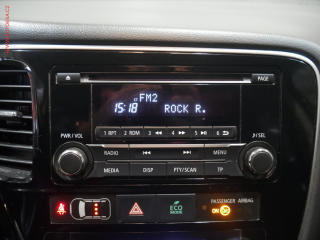 PAGE
FM2
15:18 ROCK R.
1 RPT 2 RDM 3 4 5 6
PWR / VOL
♪/ SEL
RADIO MENU
MEDIA DISP PTY/SCAN TP
ECO
MODE
PASSENGER AIRBAG
ON